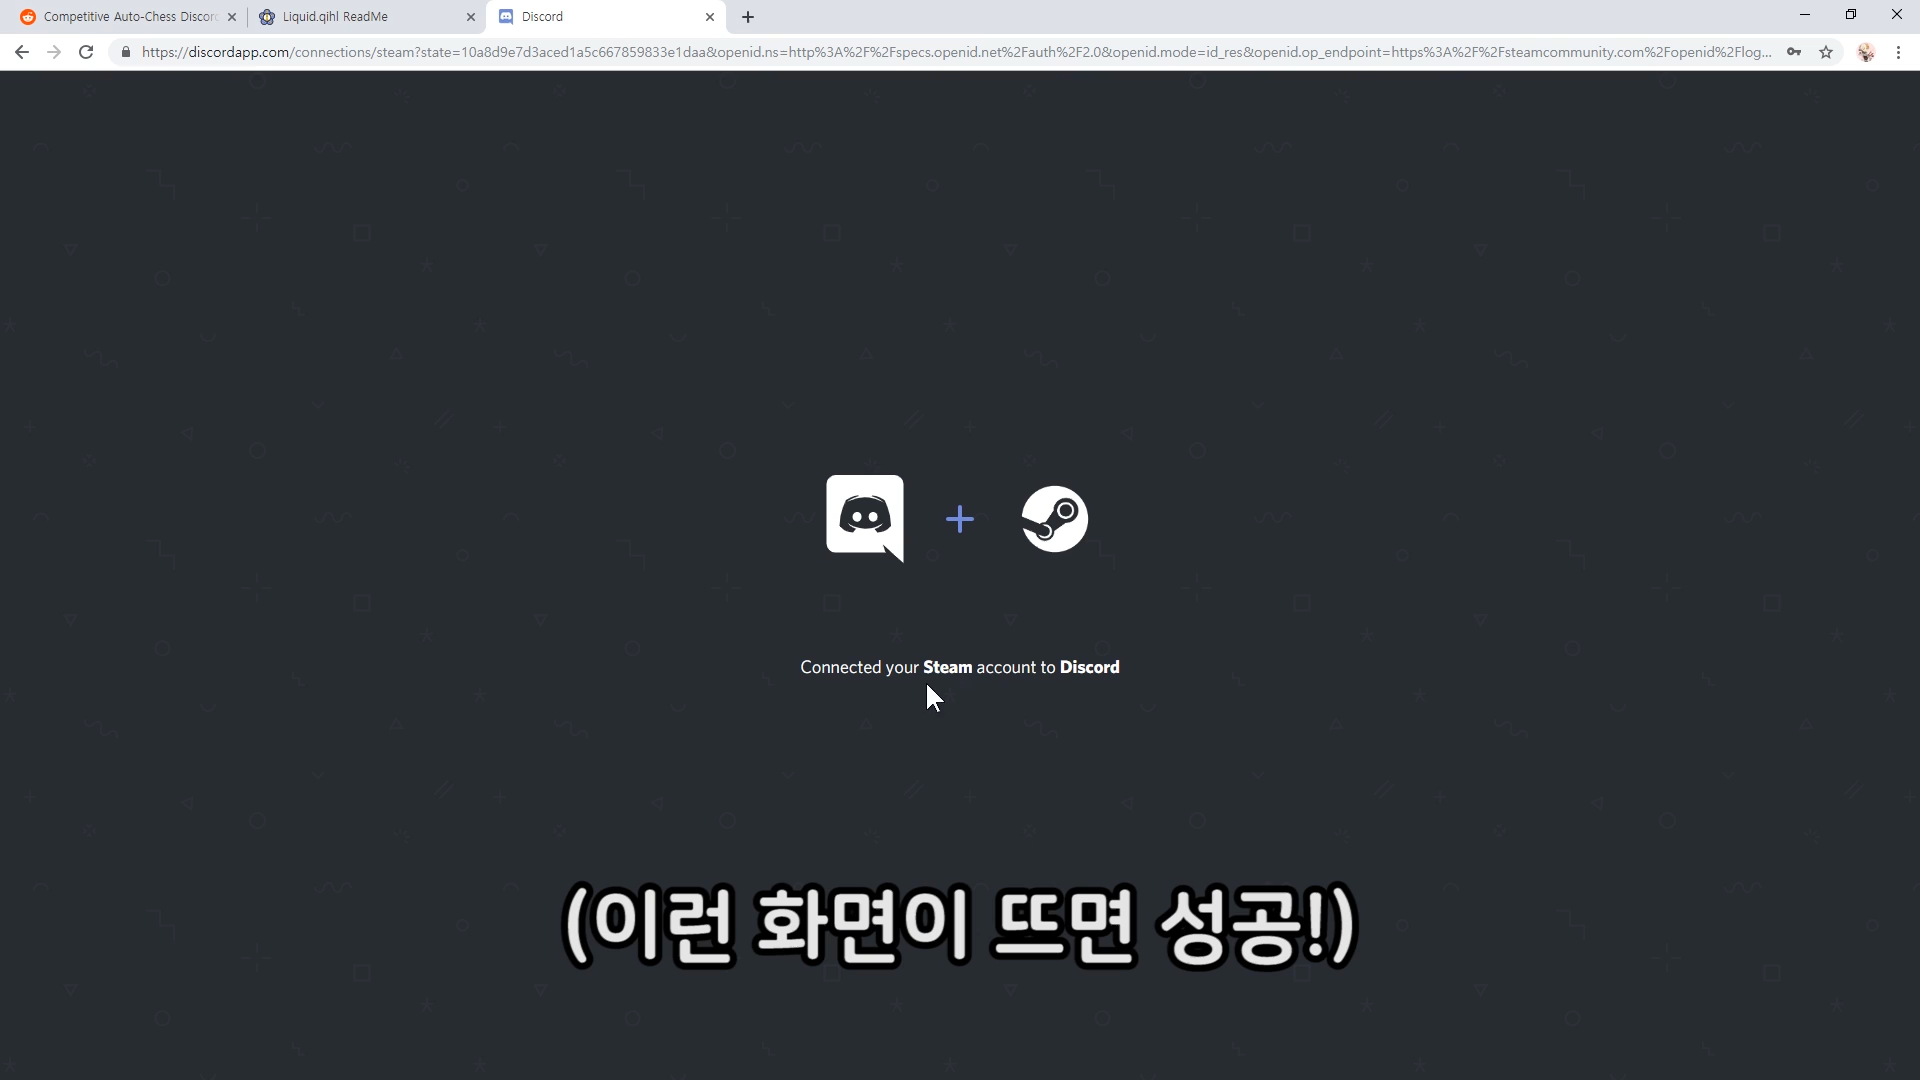 Competitive Auto-Chess Discor
Liquid.qihl ReadMe
Discord
https://discordapp.com/connections/steam?state=10a8d9e7d3aced1a5c667859833e1daa&openid.ns=http%3A%2F%2Fspecs.openid.net%2Fauth%2F2.0&openid.mode=id_res&openid.op_endpoint=https%3A%2F%2Fsteamcommunity.com%2Fopenid%2Flog...
Connected your Steam account to Discord
(이런 화면이 뜨면 성공!)